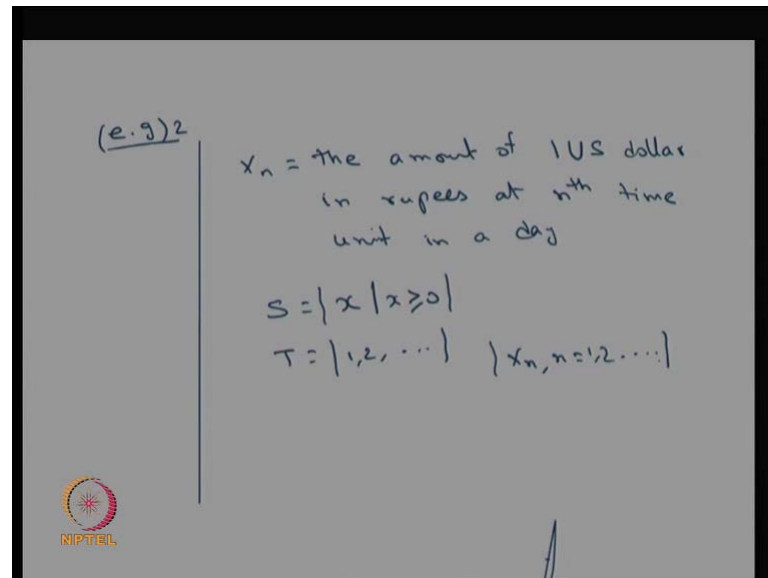 (e.g)2
Xn = the amount of 1 US dollar
in rupees at nth time
unit in a day
S = {x | x ≥ 0}
T = {1, 2, ...} {Xn, n = 1, 2 ....}
NPTEL